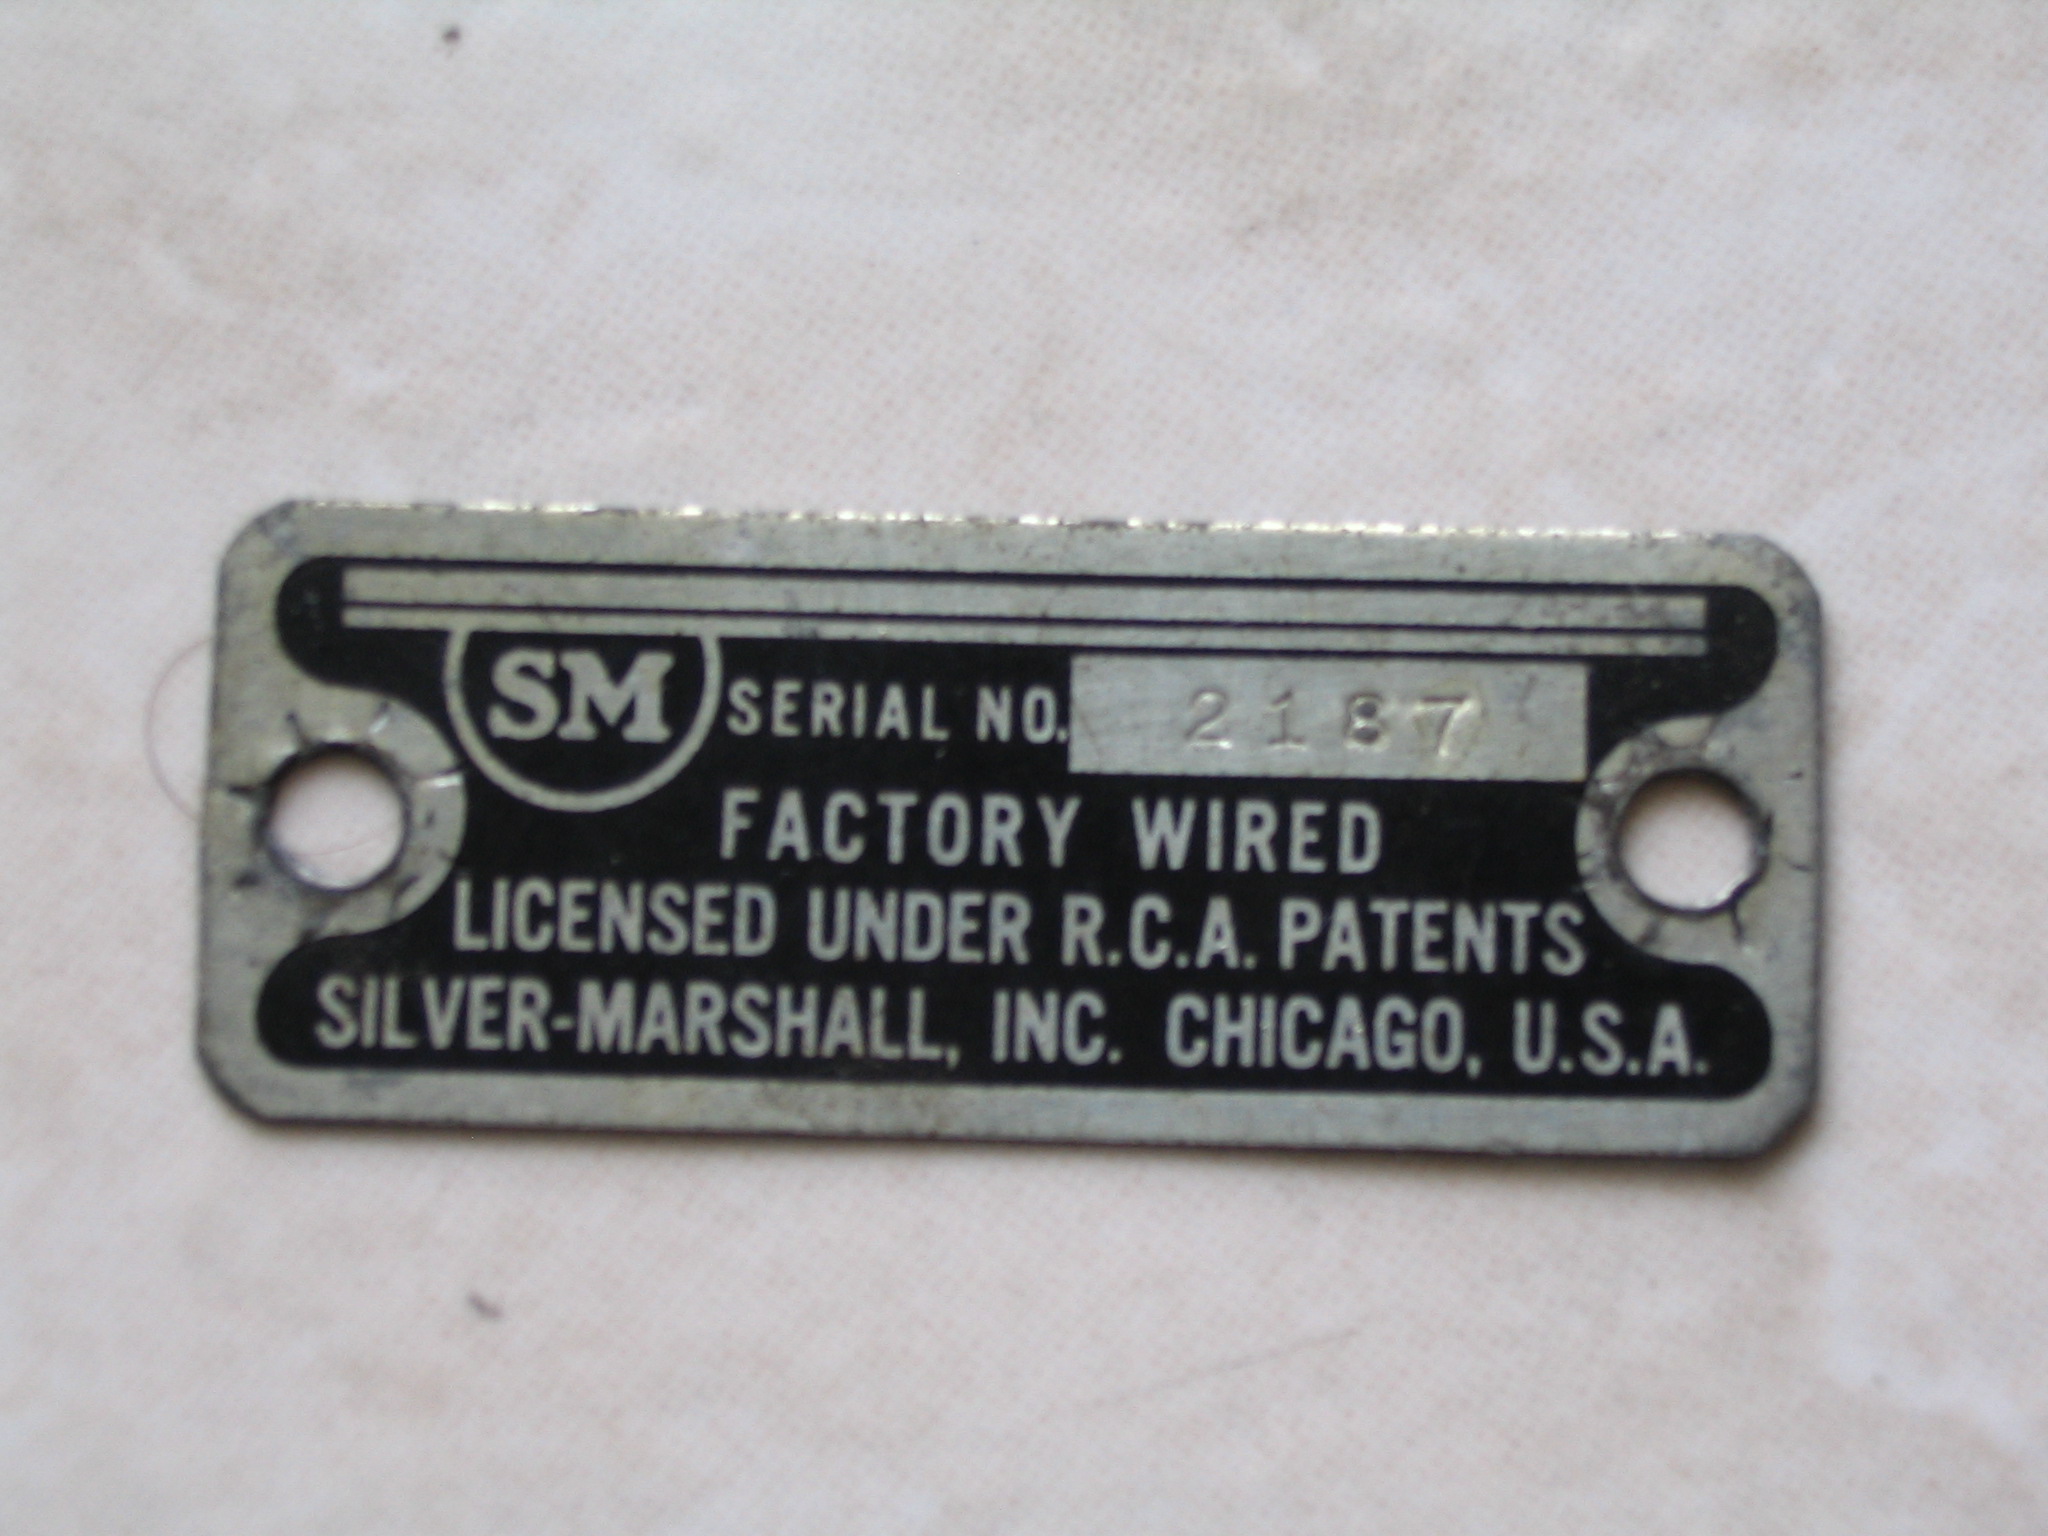 SM SERIAL NO. 2187
FACTORY WIRED
LICENSED UNDER R.C.A. PATENTS
SILVER-MARSHALL, INC. CHICAGO, U.S.A.